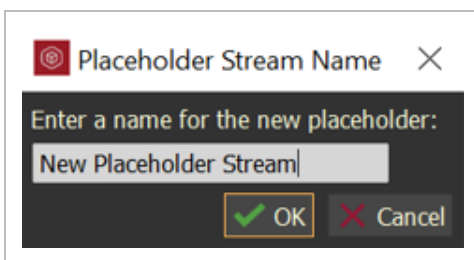 Placeholder Stream Name
Enter a name for the new placeholder:
New Placeholder Stream
OK Cancel